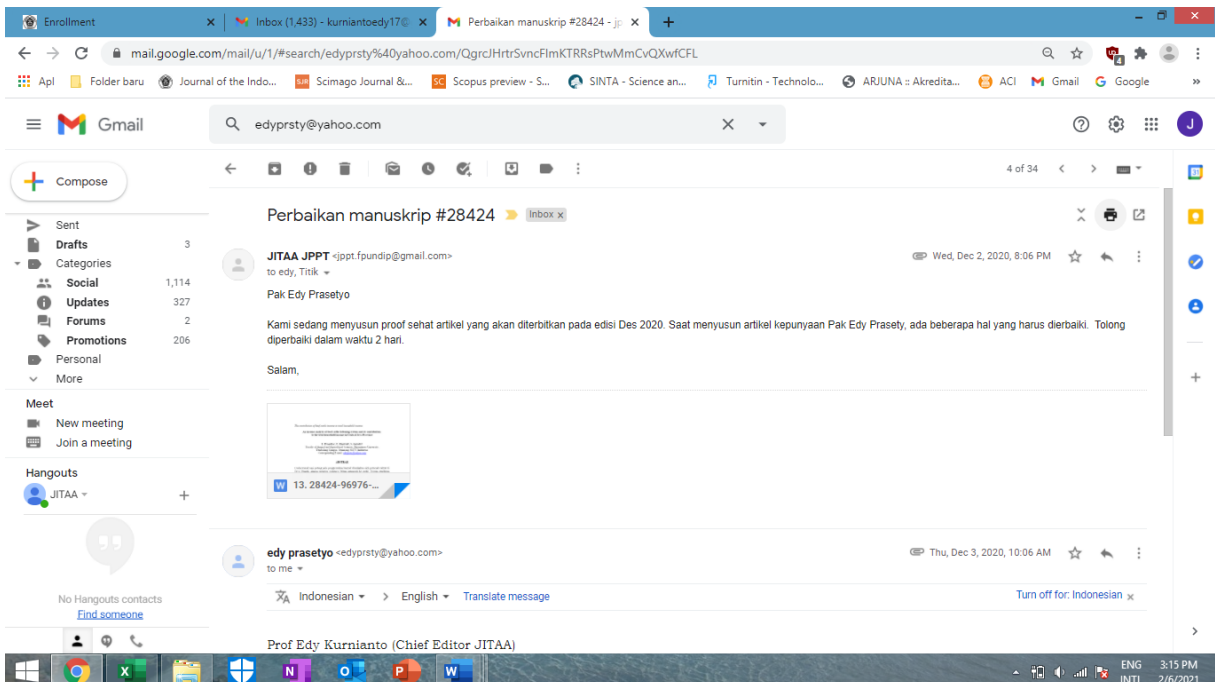 Enrollment
Inbox (1,433) - kurniantoedy17@
Perbaikan manuskrip #28424 - jp
mail.google.com/mail/u/1/#search/edyprsty%40yahoo.com/QgrcJHrtrSvncFlmKTRRsPtwMmCvQXwfCFL
Apl
Folder baru
Journal of the Indo...
Scimago Journal &...
Scopus preview - S...
SINTA - Science an...
Turnitin - Technolo...
ARJUNA :: Akredita...
ACI
Gmail
Google
»
Gmail
edyprsty@yahoo.com
J
Compose
4 of 34
Sent
Drafts 3
Categories
Social 1,114
Updates 327
Forums 2
Promotions 206
Personal
More
Meet
New meeting
Join a meeting
Hangouts
JITAA
No Hangouts contacts
Find someone
Perbaikan manuskrip #28424
Inbox x
JITAA JPPT <jppt.fpundip@gmail.com>
Wed, Dec 2, 2020, 8:06 PM
to edy, Titik
Pak Edy Prasetyo
Kami sedang menyusun proof sehat artikel yang akan diterbitkan pada edisi Des 2020. Saat menyusun artikel kepunyaan Pak Edy Prasety, ada beberapa hal yang harus dierbaiki. Tolong
diperbaiki dalam waktu 2 hari.
Salam,
W 13. 28424-96976-...
edy prasetyo <edyprsty@yahoo.com>
Thu, Dec 3, 2020, 10:06 AM
to me
Indonesian > English Translate message
Turn off for: Indonesian x
Prof Edy Kurnianto (Chief Editor JITAA)
31
ENG
INTL
3:15 PM
2/6/2021